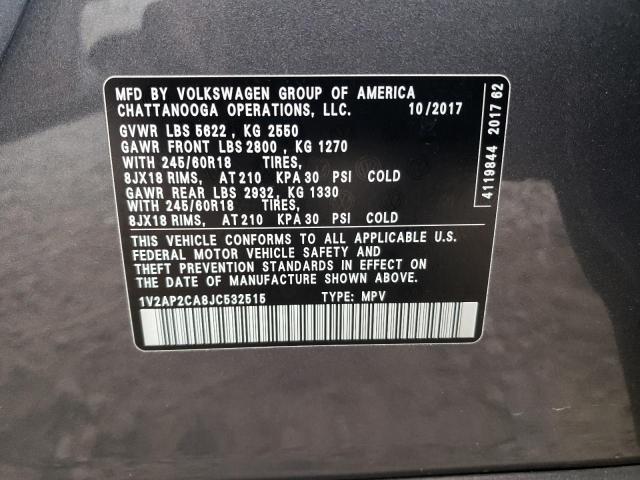 MFD BY VOLKSWAGEN GROUP OF AMERICA
CHATTANOOGA OPERATIONS, LLC. 10/2017
GVWR LBS 5622 , KG 2550
GAWR FRONT LBS 2800 , KG 1270
WITH 245/60R18 TIRES,
8JX18 RIMS, AT 210 KPA 30 PSI COLD
GAWR REAR LBS 2932, KG 1330
WITH 245/60R18 TIRES,
8JX18 RIMS, AT 210 KPA 30 PSI COLD
THIS VEHICLE CONFORMS TO ALL APPLICABLE U.S.
FEDERAL MOTOR VEHICLE SAFETY AND
THEFT PREVENTION STANDARDS IN EFFECT ON
THE DATE OF MANUFACTURE SHOWN ABOVE.
1V2AP2CA8JC532515 TYPE: MPV
4119844 2017 62